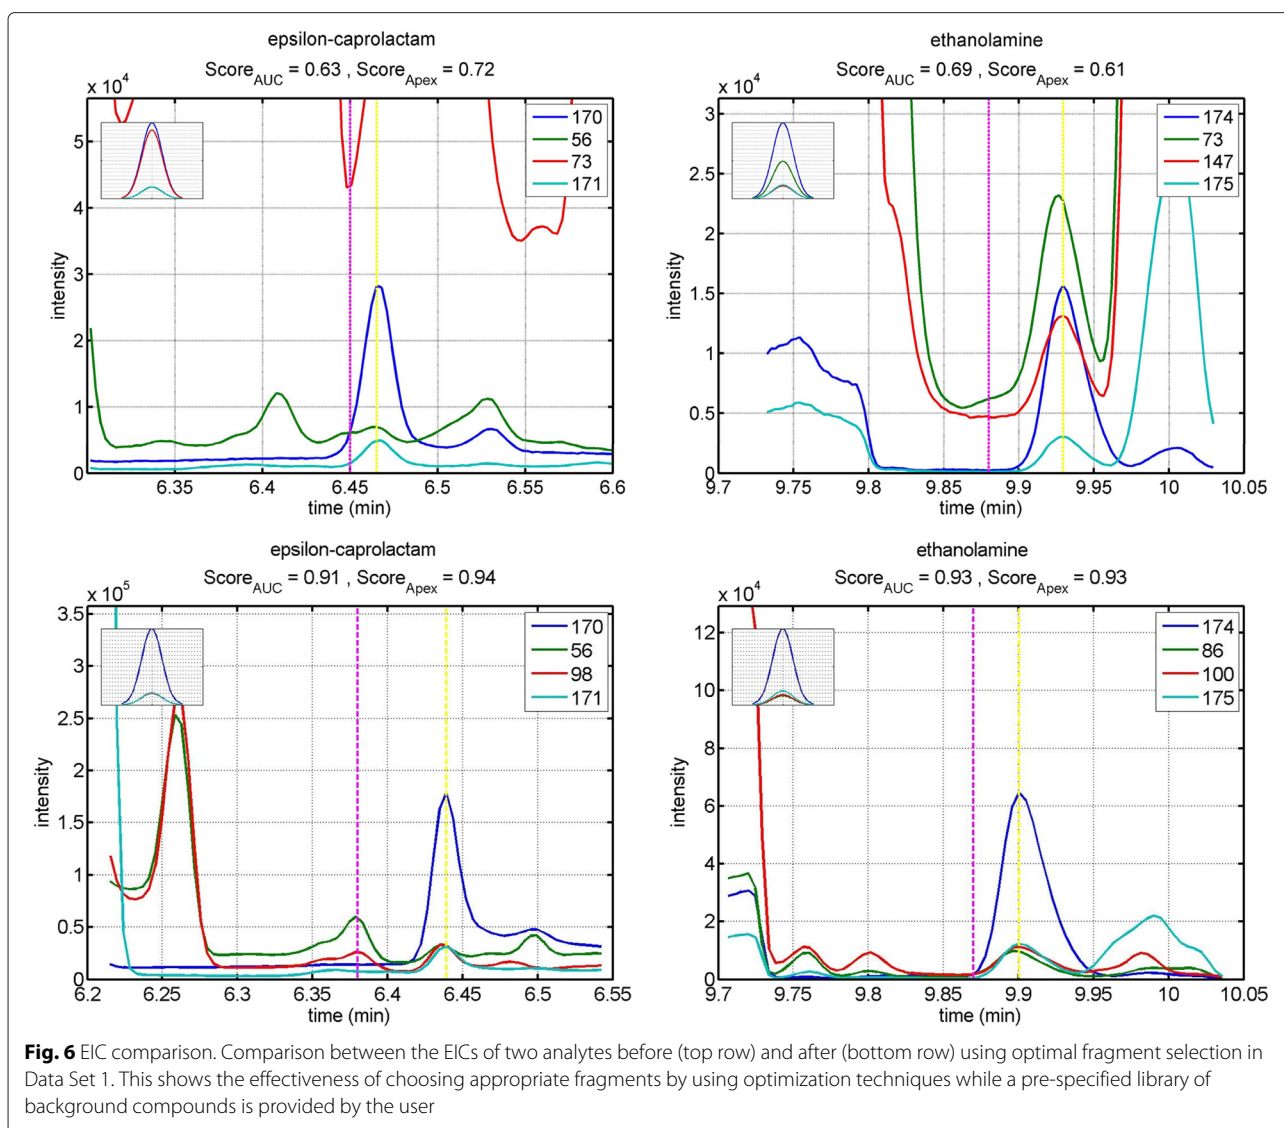 epsilon-caprolactam
Score_AUC = 0.63 , Score_Apex = 0.72
x 10^4
5
4
3
2
1
0
intensity
170
56
73
171
6.35 6.4 6.45 6.5 6.55 6.6
time (min)
ethanolamine
Score_AUC = 0.69 , Score_Apex = 0.61
x 10^4
3
2.5
2
1.5
1
0.5
0
intensity
174
73
147
175
9.7 9.75 9.8 9.85 9.9 9.95 10 10.05
time (min)
epsilon-caprolactam
Score_AUC = 0.91 , Score_Apex = 0.94
x 10^5
3.5
3
2.5
2
1.5
1
0.5
0
intensity
170
56
98
171
6.2 6.25 6.3 6.35 6.4 6.45 6.5 6.55
time (min)
ethanolamine
Score_AUC = 0.93 , Score_Apex = 0.93
x 10^4
12
10
8
6
4
2
0
intensity
174
86
100
175
9.7 9.75 9.8 9.85 9.9 9.95 10 10.05
time (min)
Fig. 6 EIC comparison. Comparison between the EICs of two analytes before (top row) and after (bottom row) using optimal fragment selection in
Data Set 1. This shows the effectiveness of choosing appropriate fragments by using optimization techniques while a pre-specified library of
background compounds is provided by the user